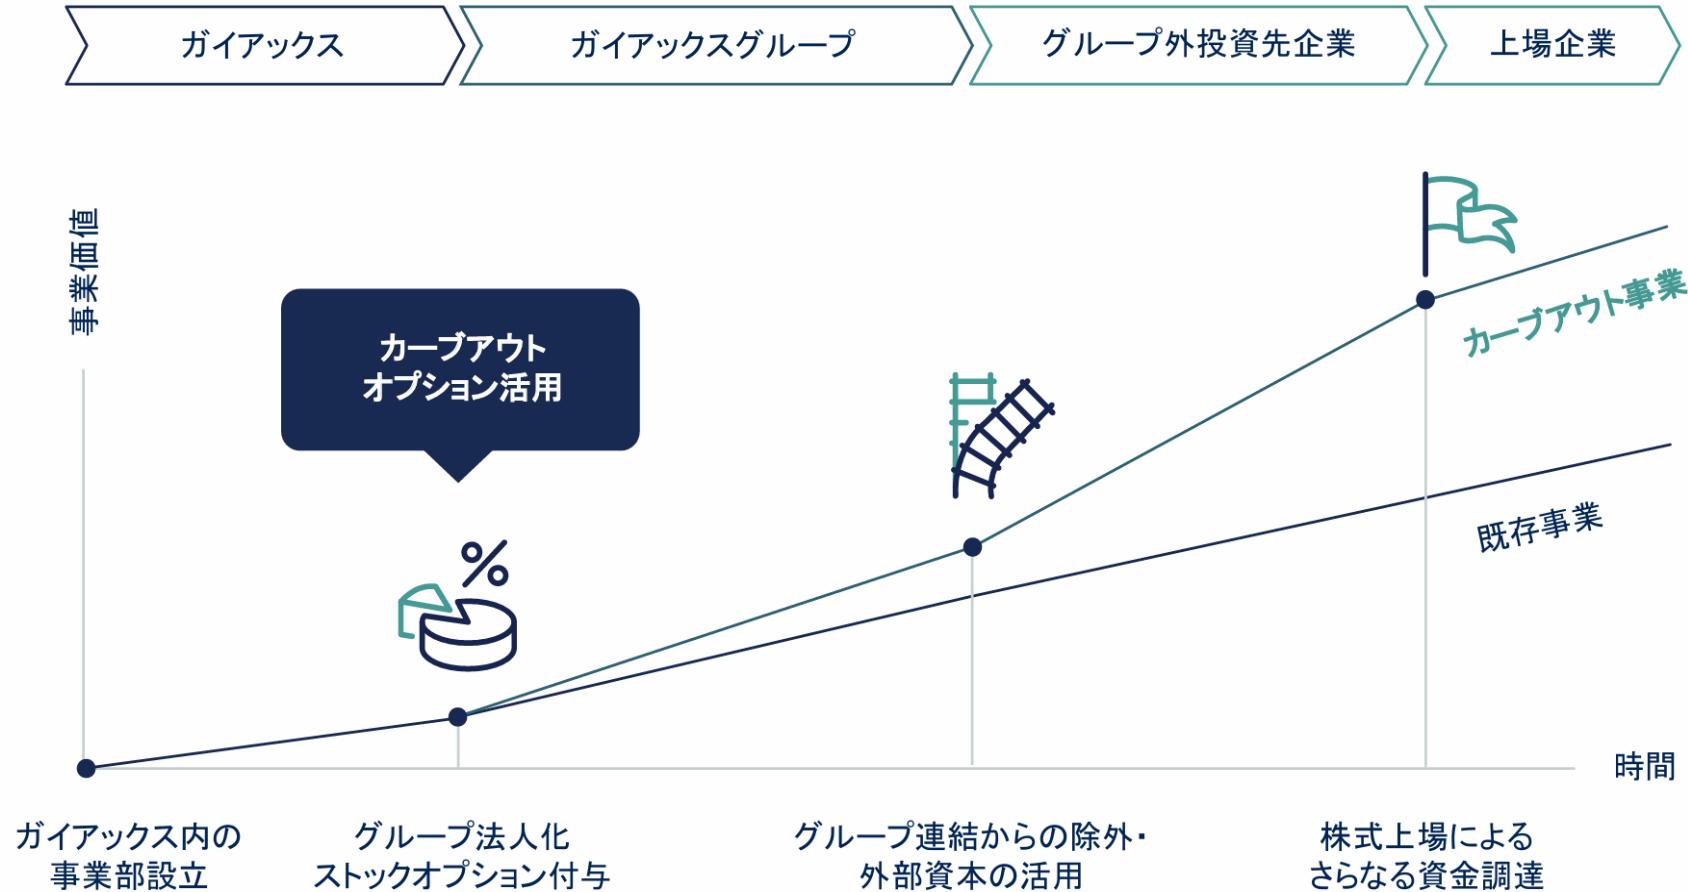 ガイアックス
ガイアックスグループ
グループ外投資先企業
上場企業
事業価値
カーブアウト
オプション活用
%
カーブアウト事業
既存事業
時間
ガイアックス内の
事業部設立
グループ法人化
ストックオプション付与
グループ連結からの除外・
外部資本の活用
株式上場による
さらなる資金調達